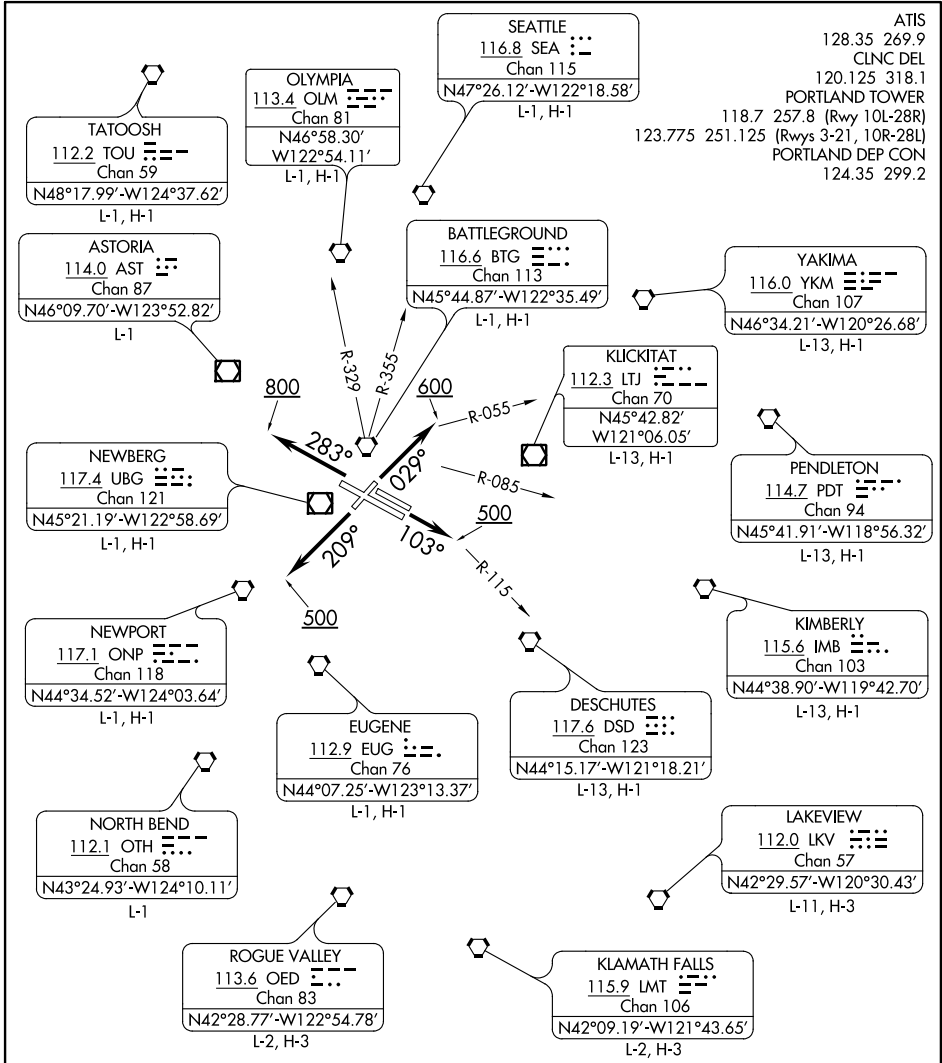 ATIS
128.35 269.9
CLNC DEL
120.125 318.1
PORTLAND TOWER
118.7 257.8 (Rwy 10L-28R)
123.775 251.125 (Rwys 3-21, 10R-28L)
PORTLAND DEP CON
124.35 299.2
SEATTLE
116.8 SEA
Chan 115
N47°26.12′-W122°18.58′
L-1, H-1
OLYMPIA
113.4 OLM
Chan 81
N46°58.30′
W122°54.11′
L-1, H-1
TATOOSH
112.2 TOU
Chan 59
N48°17.99′-W124°37.62′
L-1, H-1
BATTLEGROUND
116.6 BTG
Chan 113
N45°44.87′-W122°35.49′
L-1, H-1
ASTORIA
114.0 AST
Chan 87
N46°09.70′-W123°52.82′
L-1
YAKIMA
116.0 YKM
Chan 107
N46°34.21′-W120°26.68′
L-13, H-1
KLICKITAT
112.3 LTJ
Chan 70
N45°42.82′
W121°06.05′
L-13, H-1
R-329
R-355
800
600
R-055
283°
029°
R-085
NEWBERG
117.4 UBG
Chan 121
N45°21.19′-W122°58.69′
L-1, H-1
PENDLETON
114.7 PDT
Chan 94
N45°41.91′-W118°56.32′
L-13, H-1
209°
103°
500
R-115
500
NEWPORT
117.1 ONP
Chan 118
N44°34.52′-W124°03.64′
L-1, H-1
KIMBERLY
115.6 IMB
Chan 103
N44°38.90′-W119°42.70′
L-13, H-1
EUGENE
112.9 EUG
Chan 76
N44°07.25′-W123°13.37′
L-1, H-1
DESCHUTES
117.6 DSD
Chan 123
N44°15.17′-W121°18.21′
L-13, H-1
NORTH BEND
112.1 OTH
Chan 58
N43°24.93′-W124°10.11′
L-1
LAKEVIEW
112.0 LKV
Chan 57
N42°29.57′-W120°30.43′
L-11, H-3
ROGUE VALLEY
113.6 OED
Chan 83
N42°28.77′-W122°54.78′
L-2, H-3
KLAMATH FALLS
115.9 LMT
Chan 106
N42°09.19′-W121°43.65′
L-2, H-3